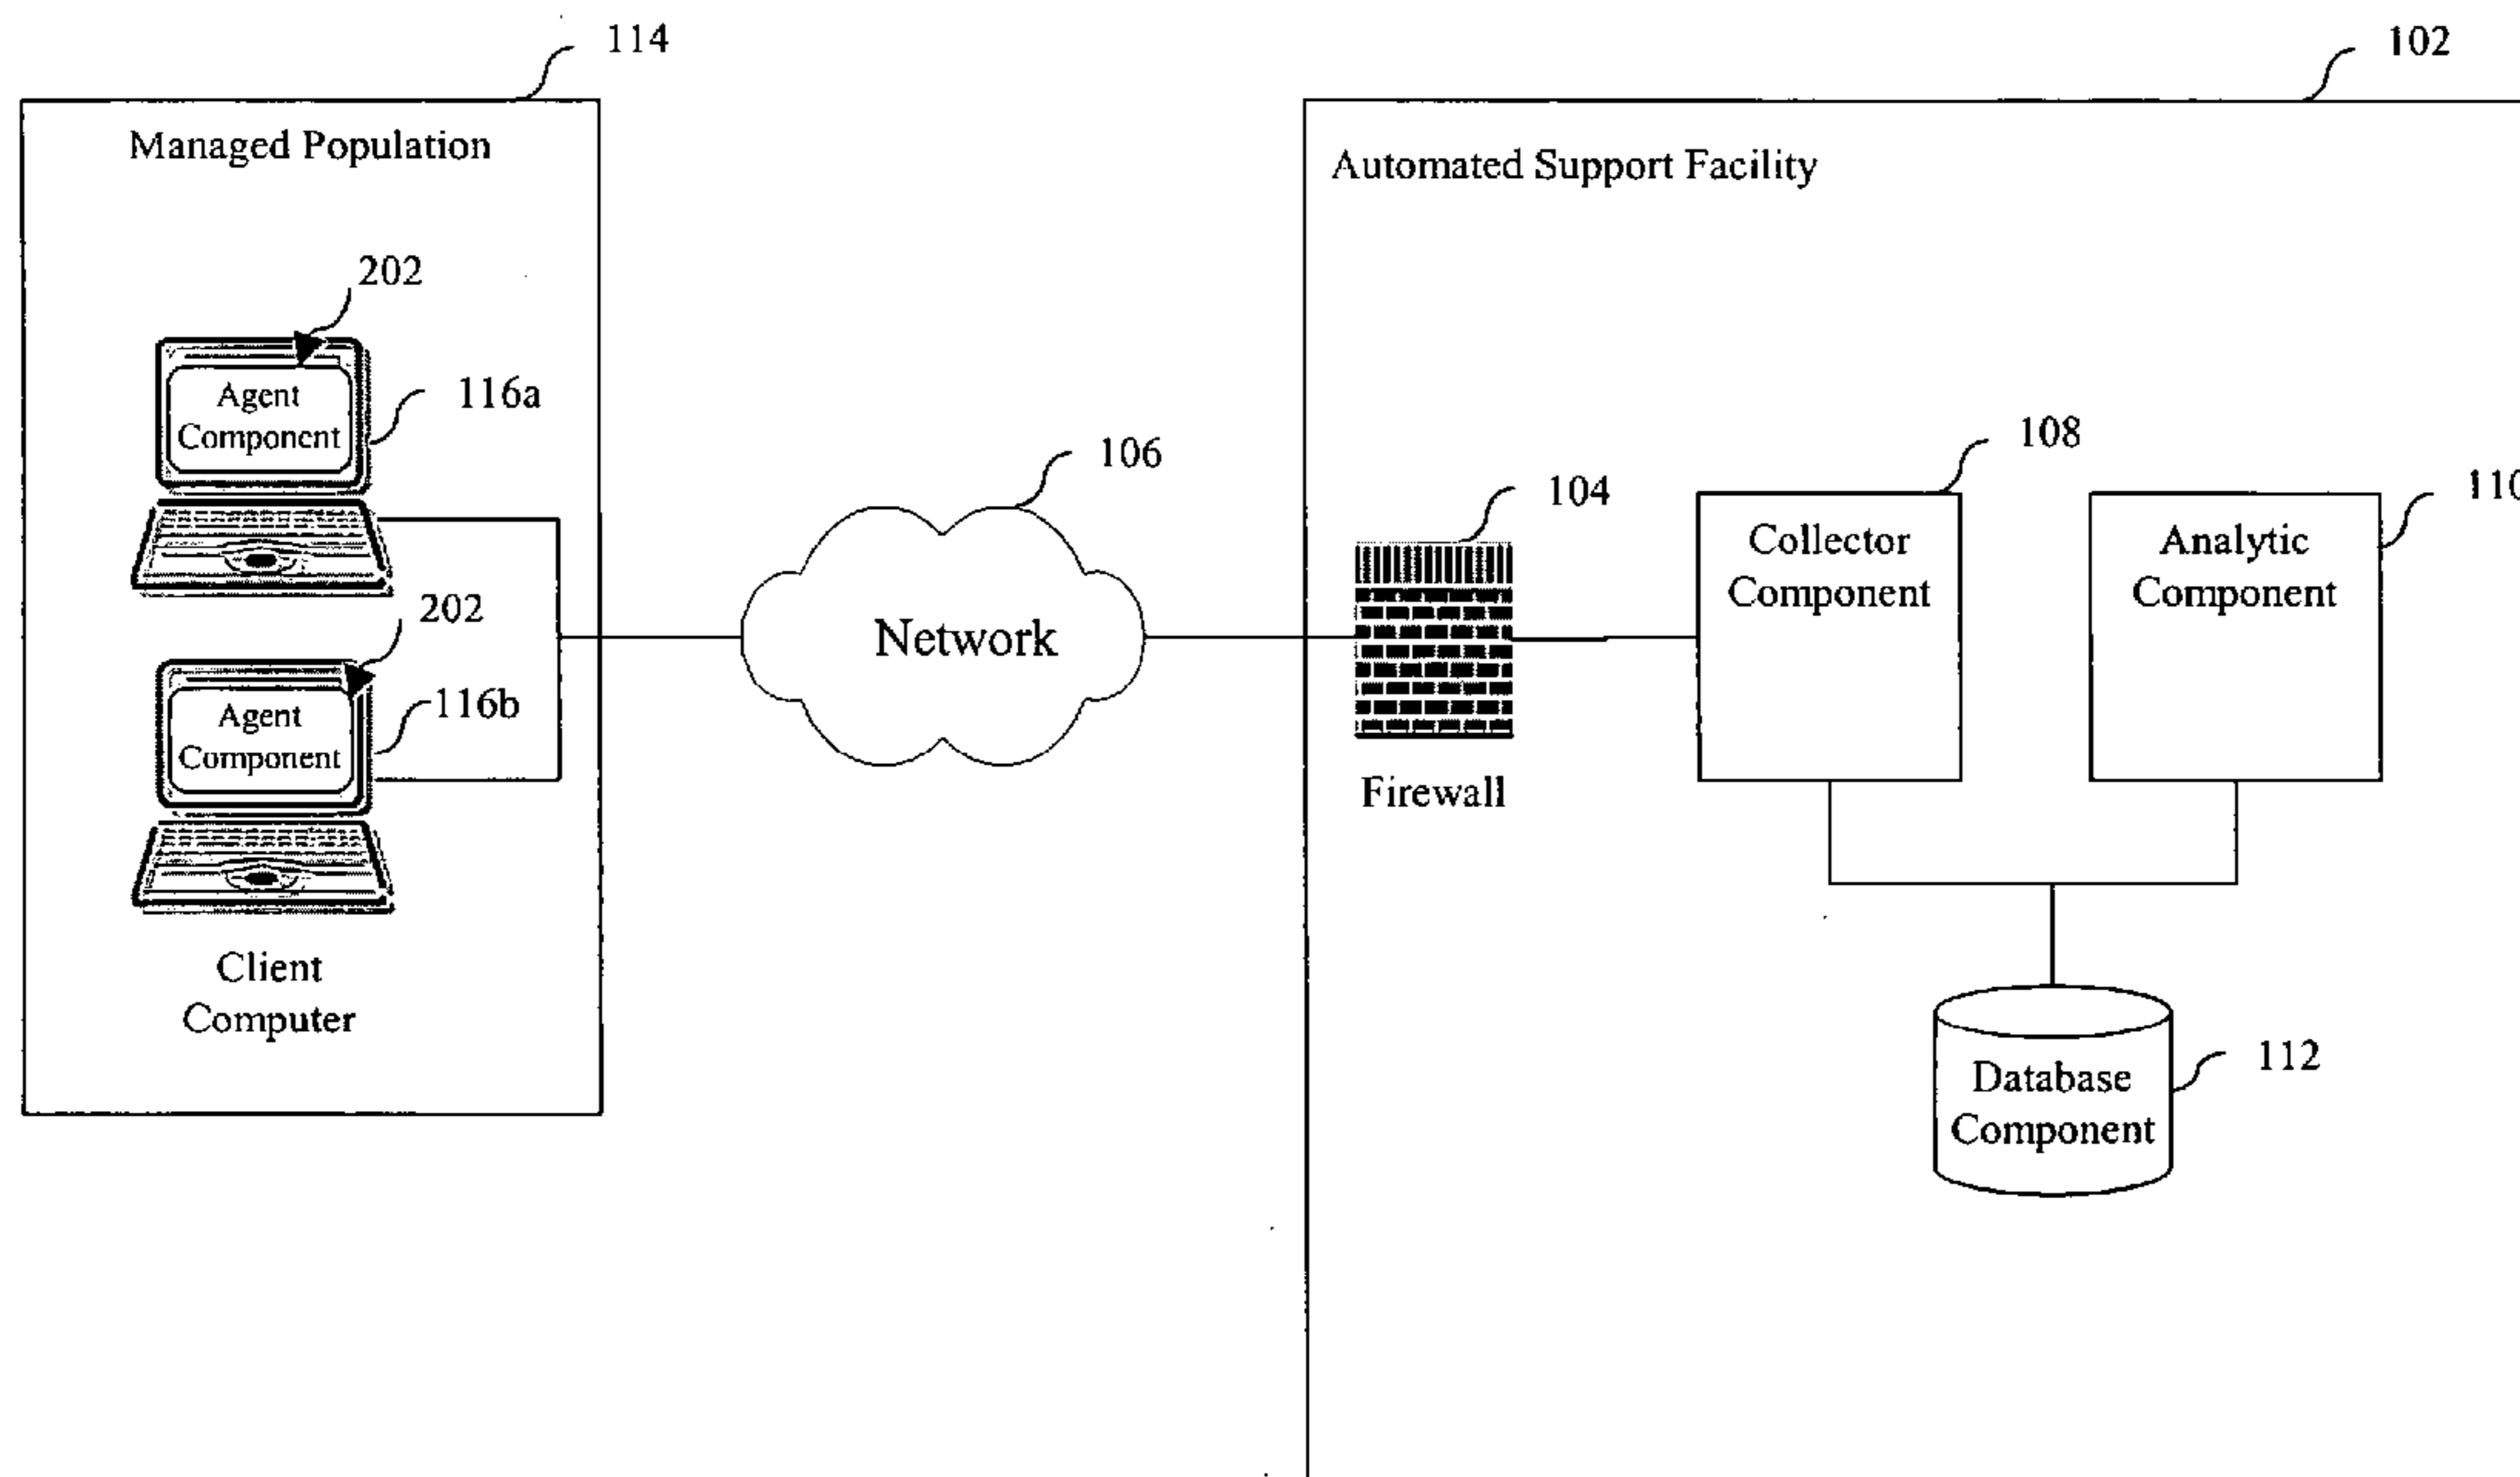 114
102
Managed Population
Automated Support Facility
202
Agent
Component
116a
106
108
104
110
Collector
Component
Analytic
Component
202
Network
Agent
Component
116b
Firewall
Client
Computer
Database
Component
112